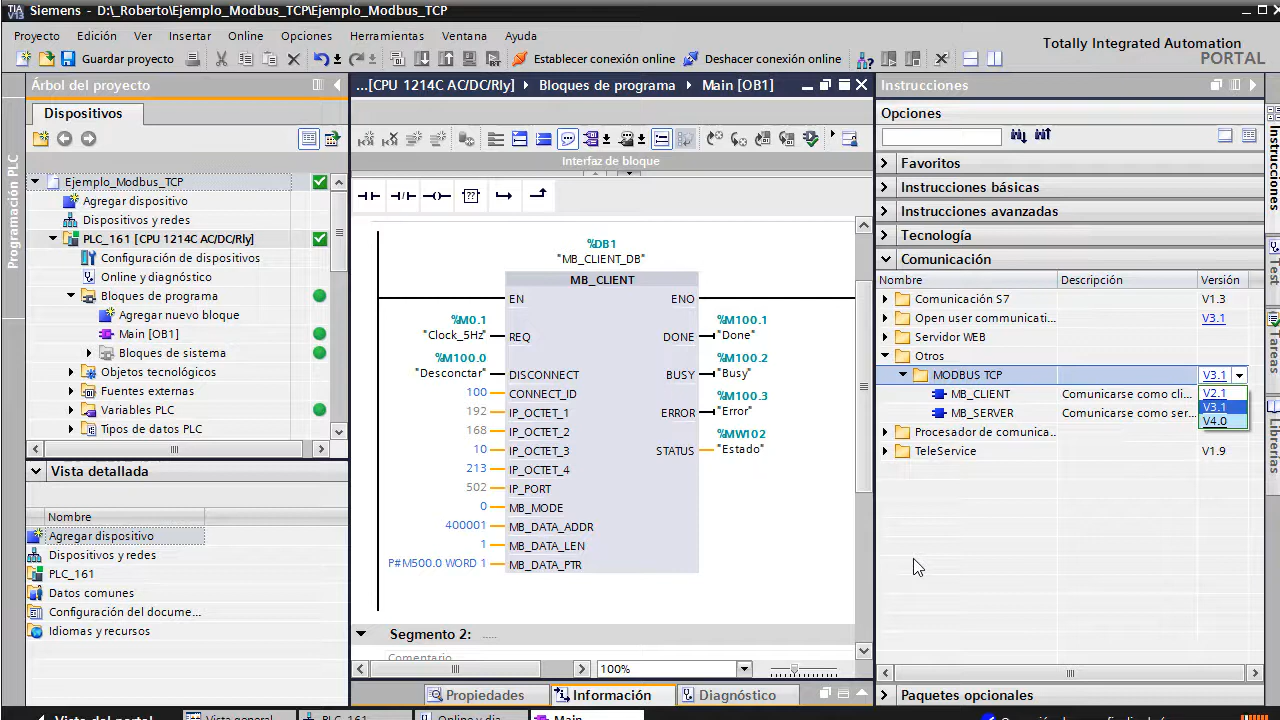 TIA V13 Siemens - D:\_Roberto\Ejemplo_Modbus_TCP\Ejemplo_Modbus_TCP
Proyecto Edición Ver Insertar Online Opciones Herramientas Ventana Ayuda
Totally Integrated Automation
PORTAL
Guardar proyecto Establecer conexión online Deshacer conexión online
Árbol del proyecto
Dispositivos
Programación PLC
Ejemplo_Modbus_TCP
Agregar dispositivo
Dispositivos y redes
PLC_161 [CPU 1214C AC/DC/Rly]
Configuración de dispositivos
Online y diagnóstico
Bloques de programa
Agregar nuevo bloque
Main [OB1]
Bloques de sistema
Objetos tecnológicos
Fuentes externas
Variables PLC
Tipos de datos PLC
Vista detallada
Nombre
Agregar dispositivo
Dispositivos y redes
PLC_161
Datos comunes
Configuración del docume...
Idiomas y recursos
...[CPU 1214C AC/DC/Rly] Bloques de programa Main [OB1]
Interfaz de bloque
??
%DB1
"MB_CLIENT_DB"
MB_CLIENT
EN ENO
%M0.1
"Clock_5Hz" REQ
%M100.0
"Desconctar" DISCONNECT
100 CONNECT_ID
192 IP_OCTET_1
168 IP_OCTET_2
10 IP_OCTET_3
213 IP_OCTET_4
502 IP_PORT
0 MB_MODE
400001 MB_DATA_ADDR
1 MB_DATA_LEN
P#M500.0 WORD 1 MB_DATA_PTR
%M100.1
DONE "Done"
%M100.2
BUSY "Busy"
%M100.3
ERROR "Error"
%MW102
STATUS "Estado"
Segmento 2: .....
Comentario
100%
Propiedades Información Diagnóstico
Instrucciones
Opciones
Favoritos
Instrucciones básicas
Instrucciones avanzadas
Tecnología
Comunicación
Nombre Descripción Versión
Comunicación S7 V1.3
Open user communicati... V3.1
Servidor WEB
Otros
MODBUS TCP V3.1
MB_CLIENT Comunicarse como cli...
MB_SERVER Comunicarse como ser...
V2.1
V3.1
V4.0
Procesador de comunica...
TeleService V1.9
Paquetes opcionales
Instrucciones
Test
Tareas
Librerías
Vista del portal Vista general PLC_161 Online y dia... Main